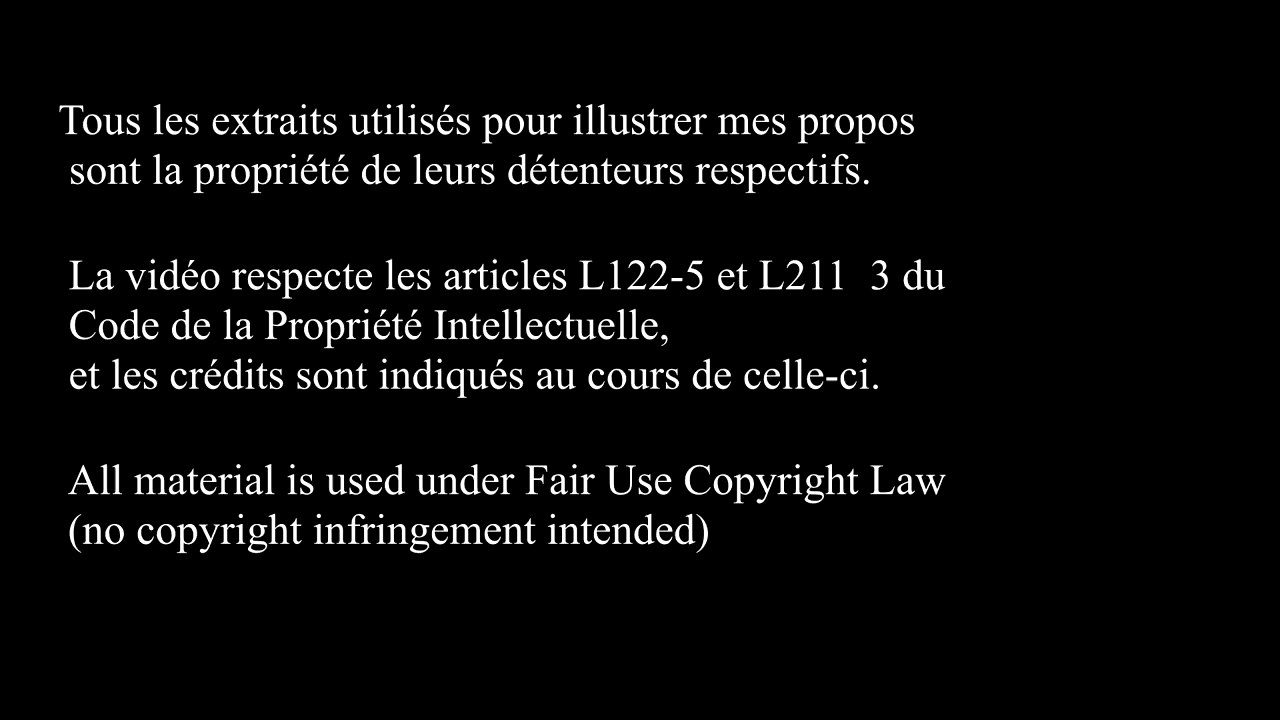 Tous les extraits utilisés pour illustrer mes propos
sont la propriété de leurs détenteurs respectifs.
La vidéo respecte les articles L122-5 et L211  3 du
Code de la Propriété Intellectuelle,
et les crédits sont indiqués au cours de celle-ci.
All material is used under Fair Use Copyright Law
(no copyright infringement intended)